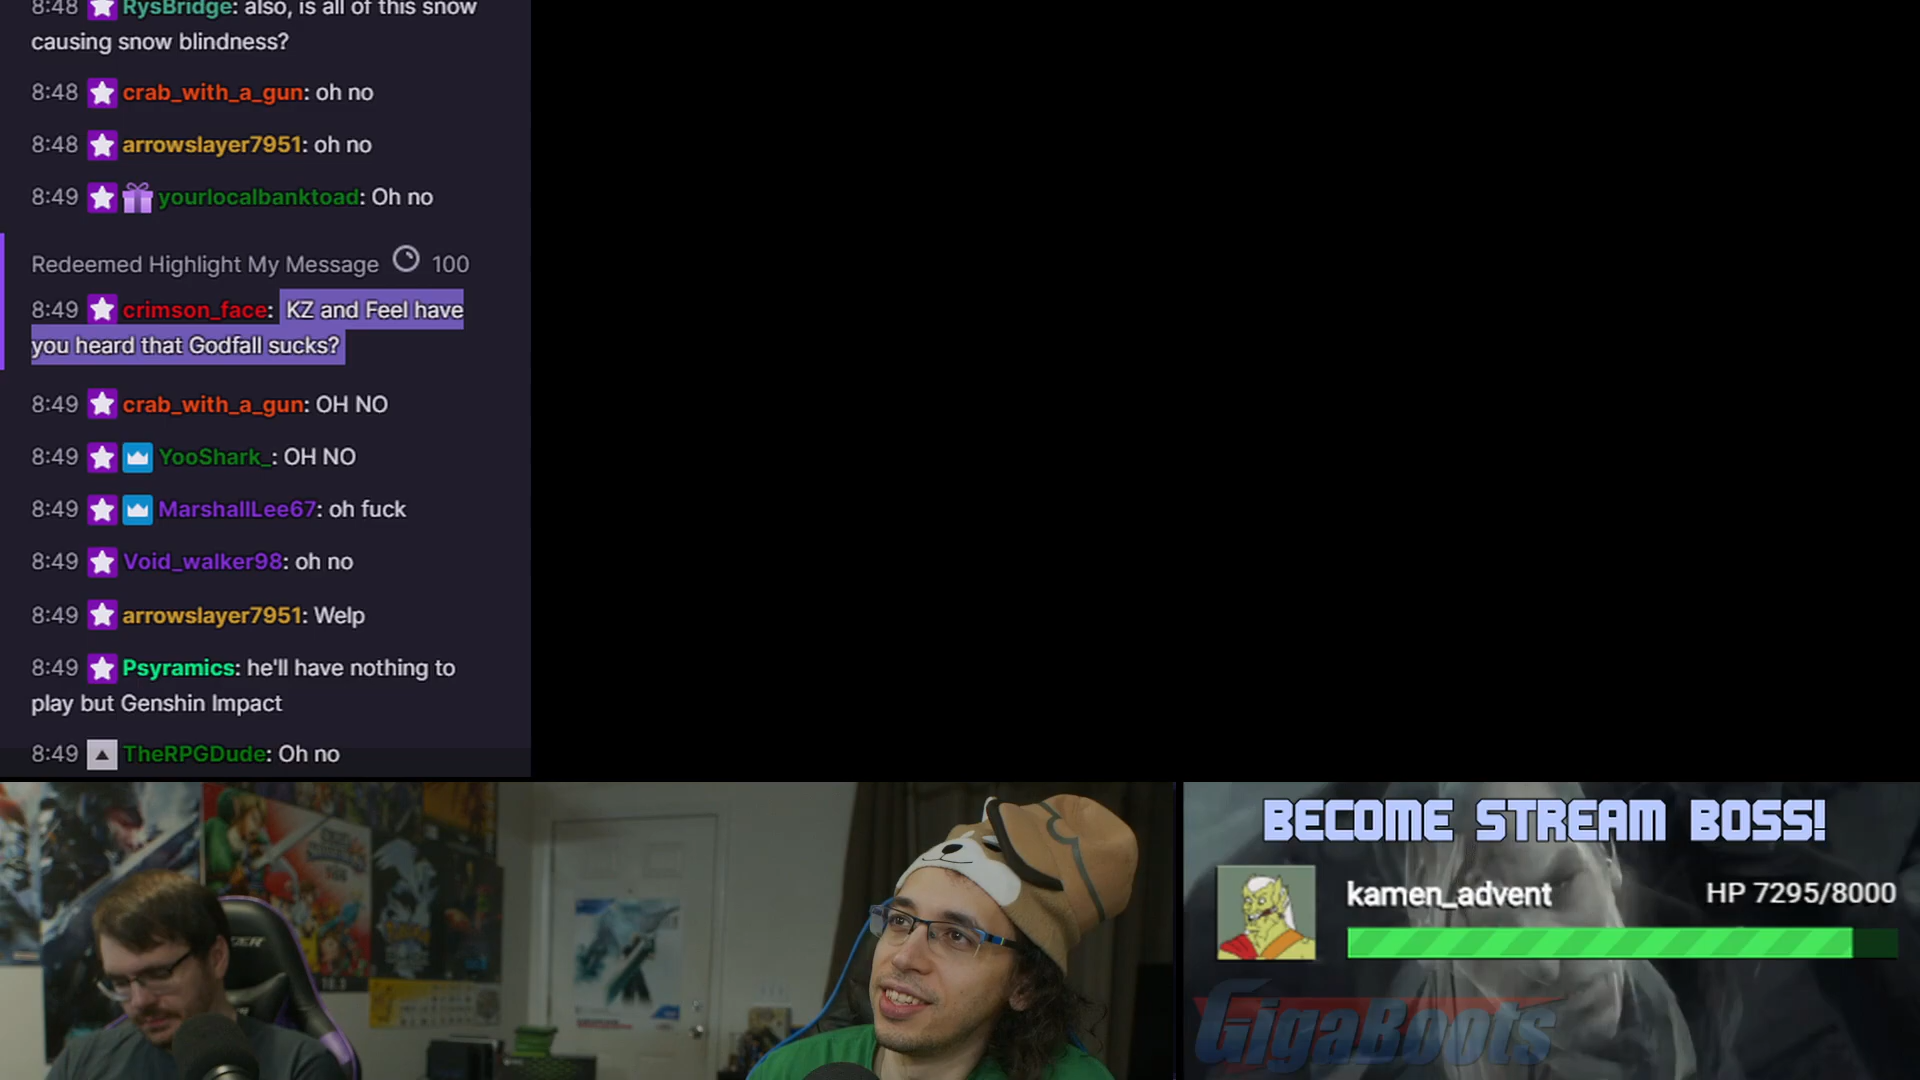 8:48 RysBridge: also, is all of this snow
causing snow blindness?
8:48 crab_with_a_gun: oh no
8:48 arrowslayer7951: oh no
8:49 yourlocalbanktoad: Oh no
Redeemed Highlight My Message 100
8:49 crimson_face: KZ and Feel have
you heard that Godfall sucks?
8:49 crab_with_a_gun: OH NO
8:49 YooShark_: OH NO
8:49 MarshallLee67: oh fuck
8:49 Void_walker98: oh no
8:49 arrowslayer7951: Welp
8:49 Psyramics: he'll have nothing to
play but Genshin Impact
8:49 TheRPGDude: Oh no
BECOME STREAM BOSS!
kamen_advent HP 7295/8000
GigaBoots